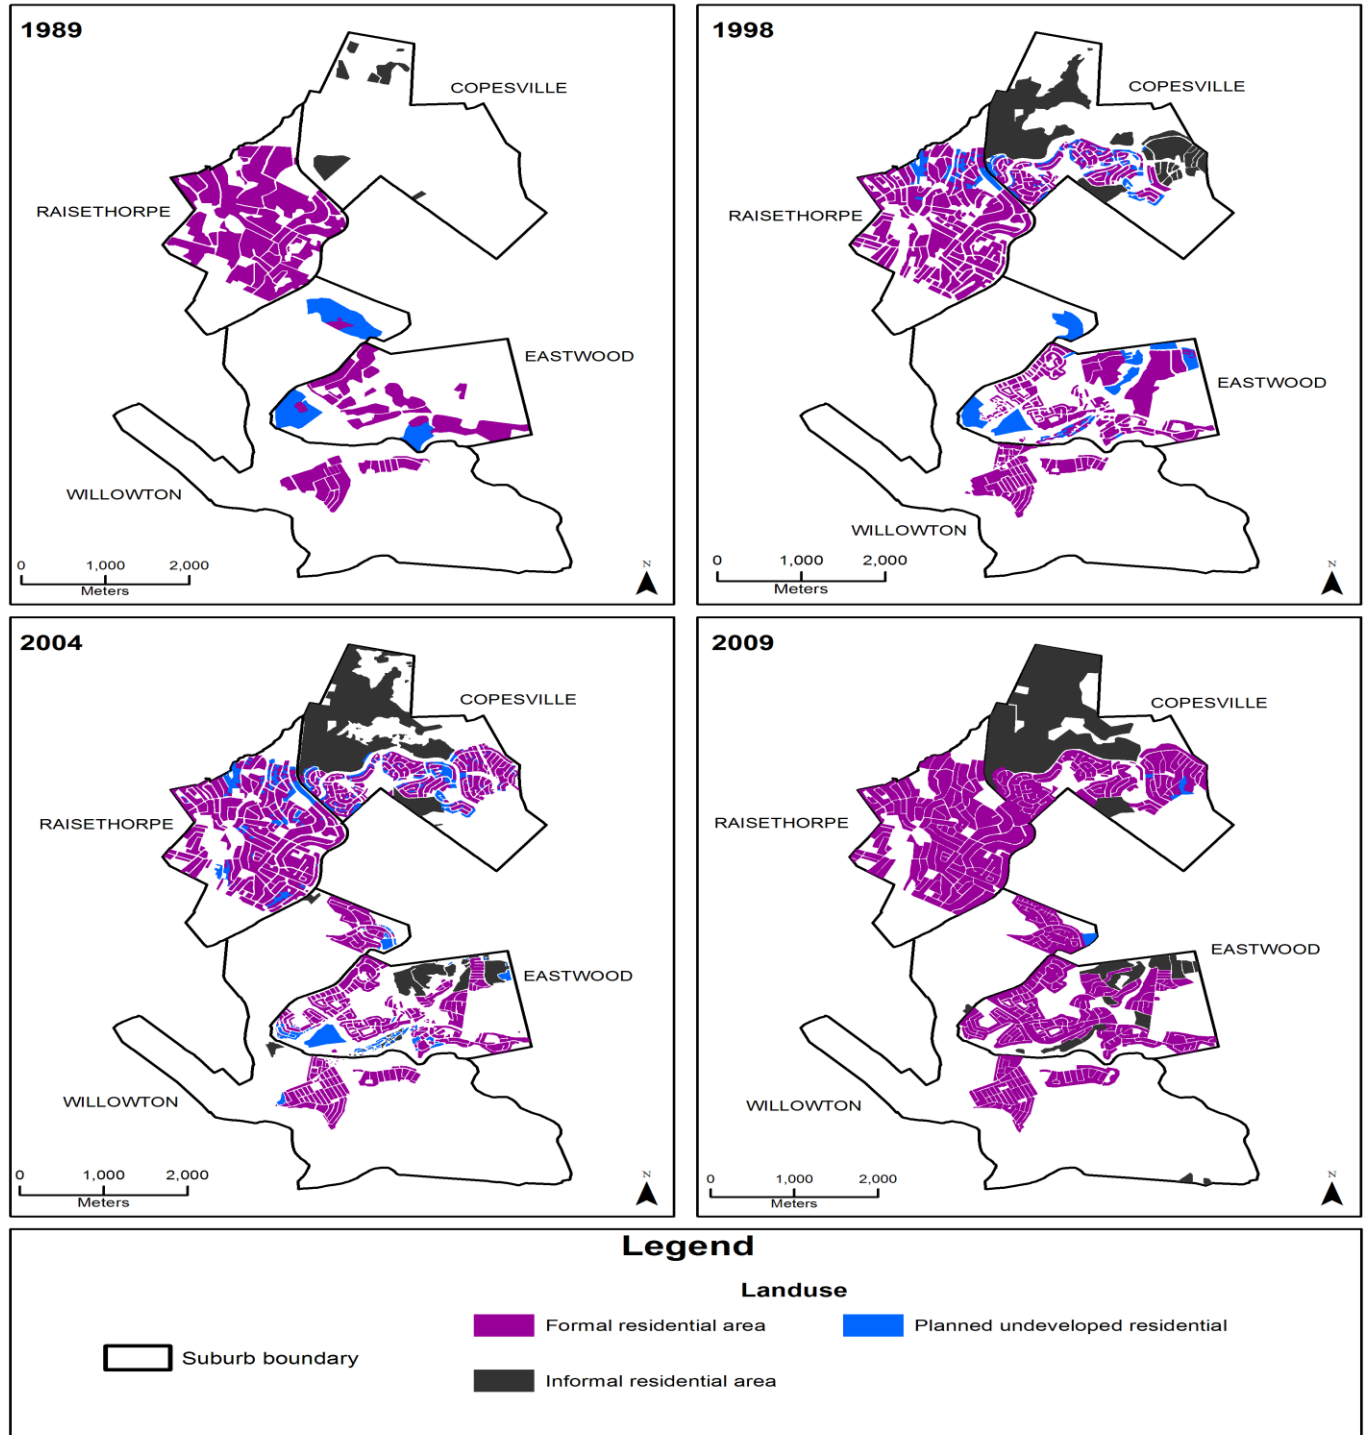 1989
COPESVILLE
RAISETHORPE
EASTWOOD
WILLOWTON
0 1,000 2,000
Meters
N
1998
COPESVILLE
RAISETHORPE
EASTWOOD
WILLOWTON
0 1,000 2,000
Meters
N
2004
COPESVILLE
RAISETHORPE
EASTWOOD
WILLOWTON
0 1,000 2,000
Meters
N
2009
COPESVILLE
RAISETHORPE
EASTWOOD
WILLOWTON
0 1,000 2,000
Meters
N
Legend
Landuse
Formal residential area
Planned undeveloped residential
Suburb boundary
Informal residential area